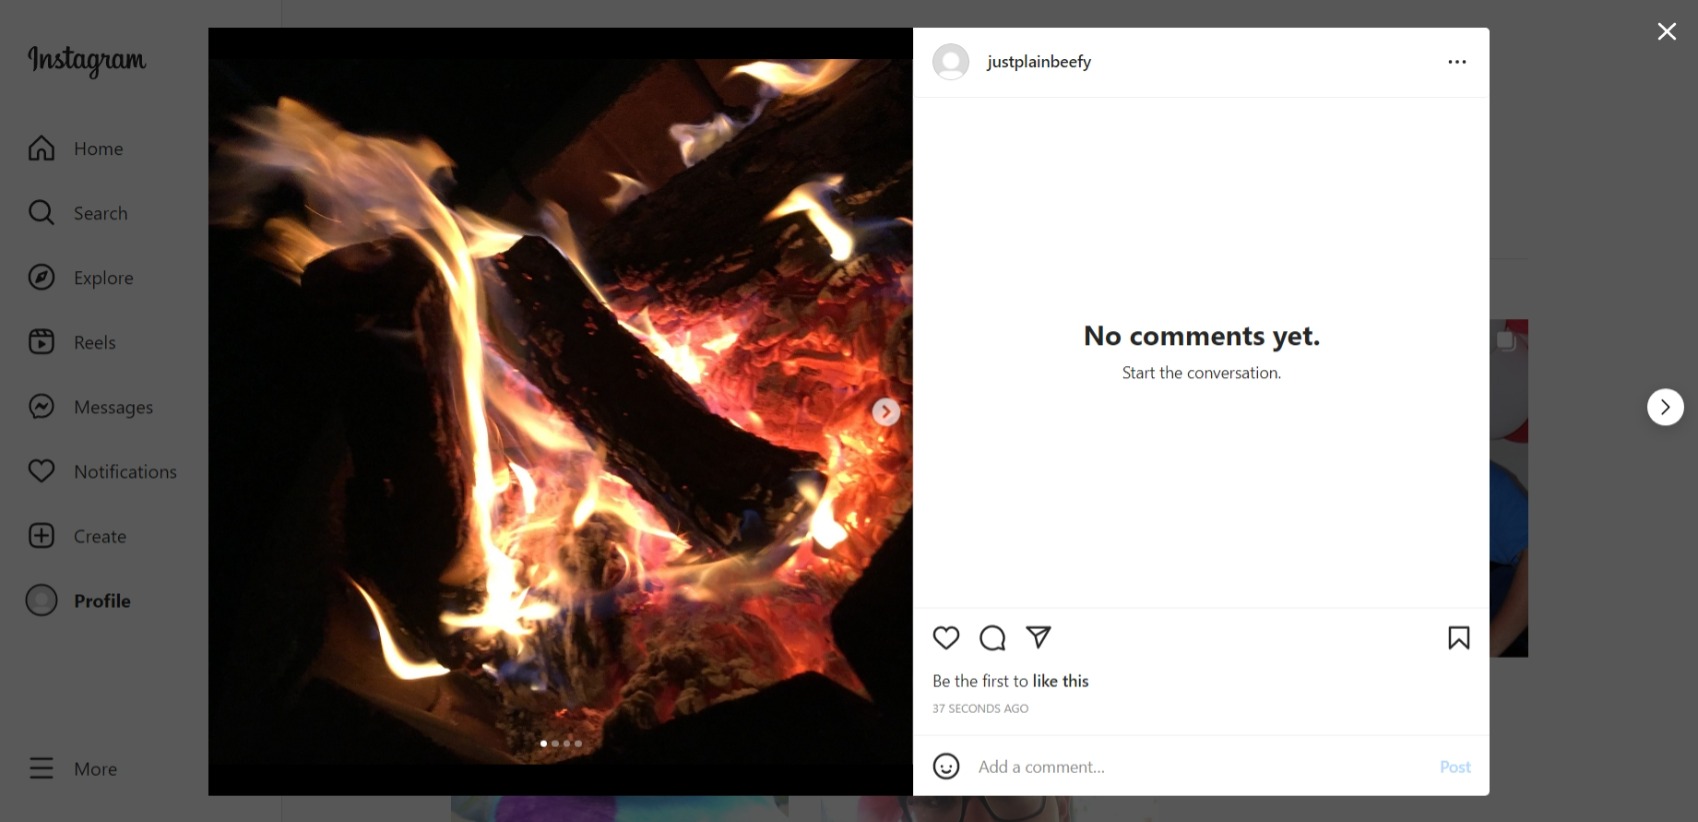 Instagram
Home
Search
Explore
Reels
Messages
Notifications
Create
Profile
More
justplainbeefy
No comments yet.
Start the conversation.
Be the first to like this
37 SECONDS AGO
Add a comment...
Post